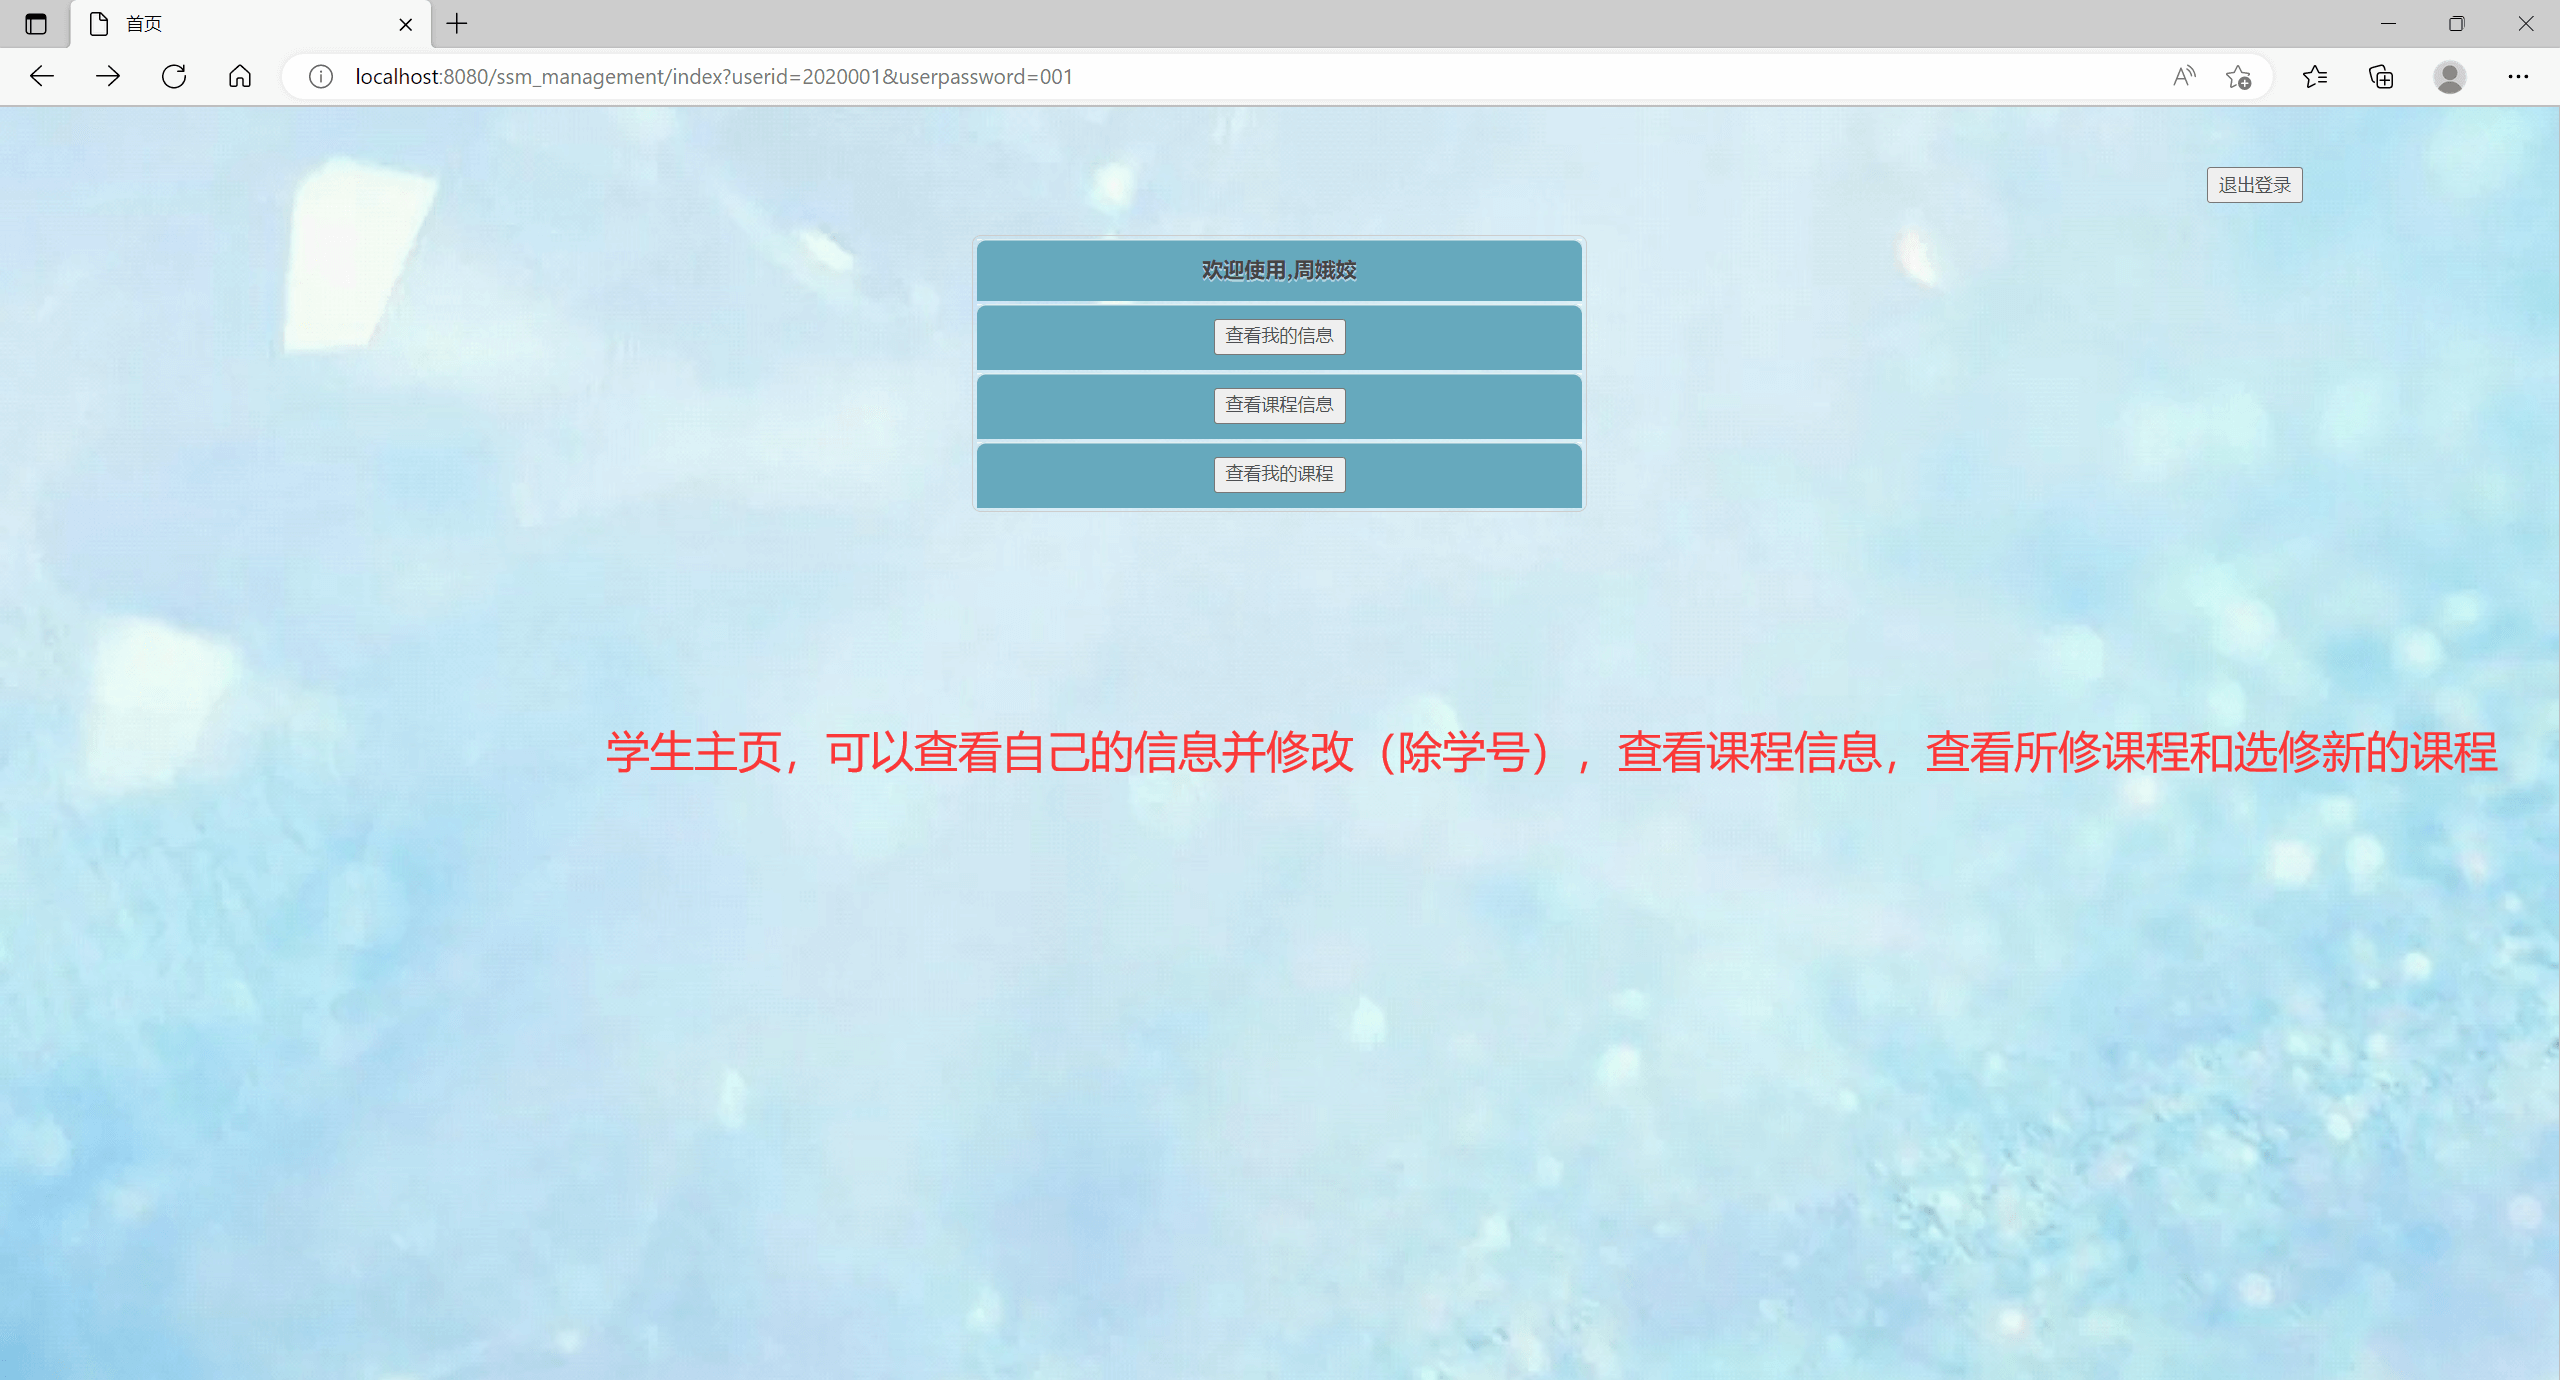 首页
localhost:8080/ssm_management/index?userid=2020001&userpassword=001
退出登录
欢迎使用,周娥姣
查看我的信息
查看课程信息
查看我的课程
学生主页，可以查看自己的信息并修改（除学号），查看课程信息，查看所修课程和选修新的课程